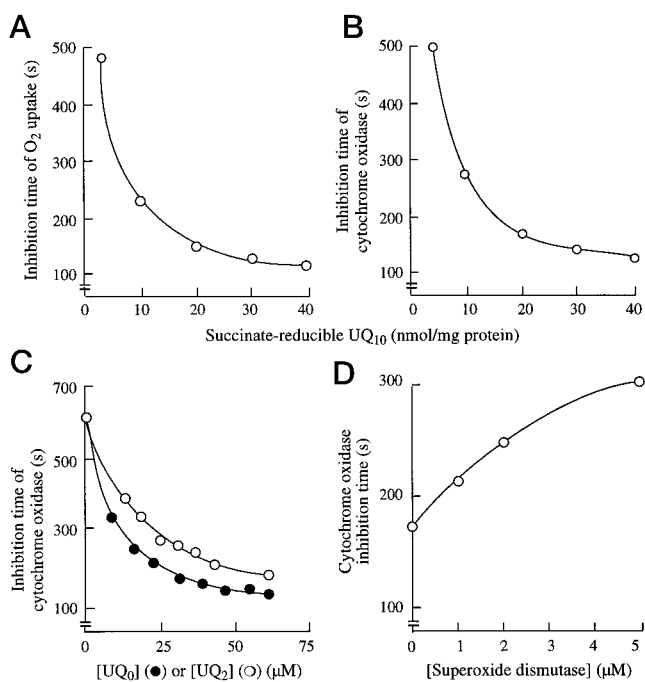 A
500
400
300
200
100
0
10
20
30
40
Inhibition time of O2 uptake (s)
B
500
400
300
200
100
0
10
20
30
40
Inhibition time of
cytochrome oxidase (s)
Succinate-reducible UQ10 (nmol/mg protein)
C
700
500
300
100
0
25
50
75
Inhibition time of
cytochrome oxidase (s)
[UQ0] (●) or [UQ2] (○) (μM)
D
300
200
100
0
1
2
3
4
5
Cytochrome oxidase
inhibition time (s)
[Superoxide dismutase] (μM)